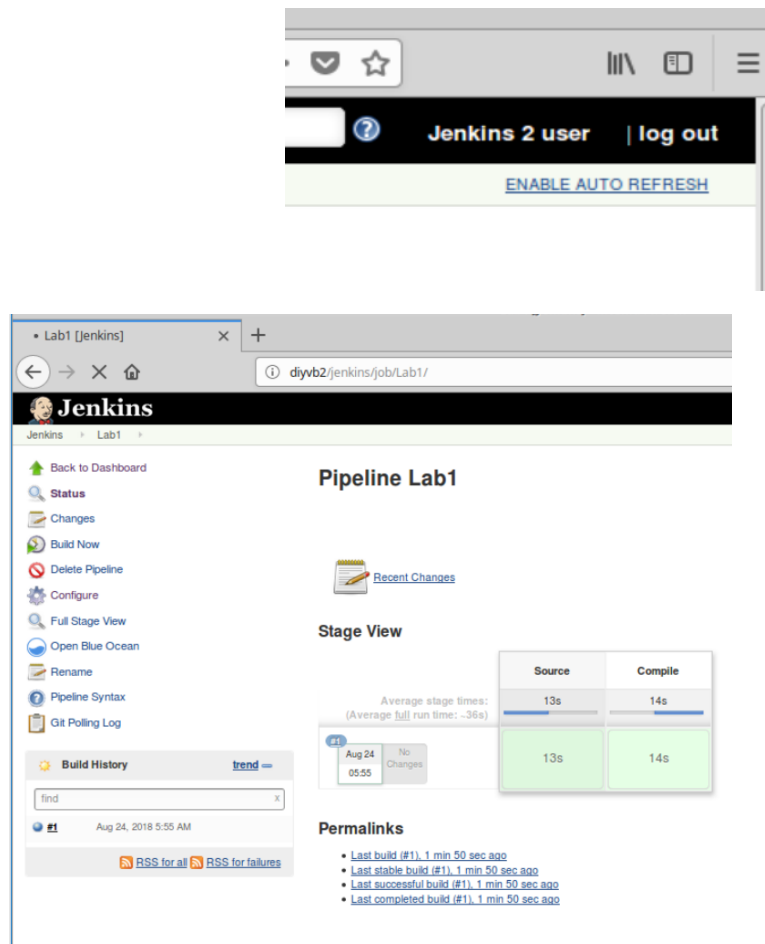 Jenkins 2 user | log out
ENABLE AUTO REFRESH
Lab1 [Jenkins]
diyvb2/jenkins/job/Lab1/
Jenkins
Jenkins Lab1
Back to Dashboard
Status
Changes
Build Now
Delete Pipeline
Configure
Full Stage View
Open Blue Ocean
Rename
Pipeline Syntax
Git Polling Log
Build History trend
find x
#1 Aug 24, 2018 5:55 AM
RSS for all RSS for failures
Pipeline Lab1
Recent Changes
Stage View
Source Compile
Average stage times: 13s 14s
(Average full run time: ~36s)
#1
Aug 24 No
Changes
05:55
13s 14s
Permalinks
• Last build (#1), 1 min 50 sec ago
• Last stable build (#1), 1 min 50 sec ago
• Last successful build (#1), 1 min 50 sec ago
• Last completed build (#1), 1 min 50 sec ago